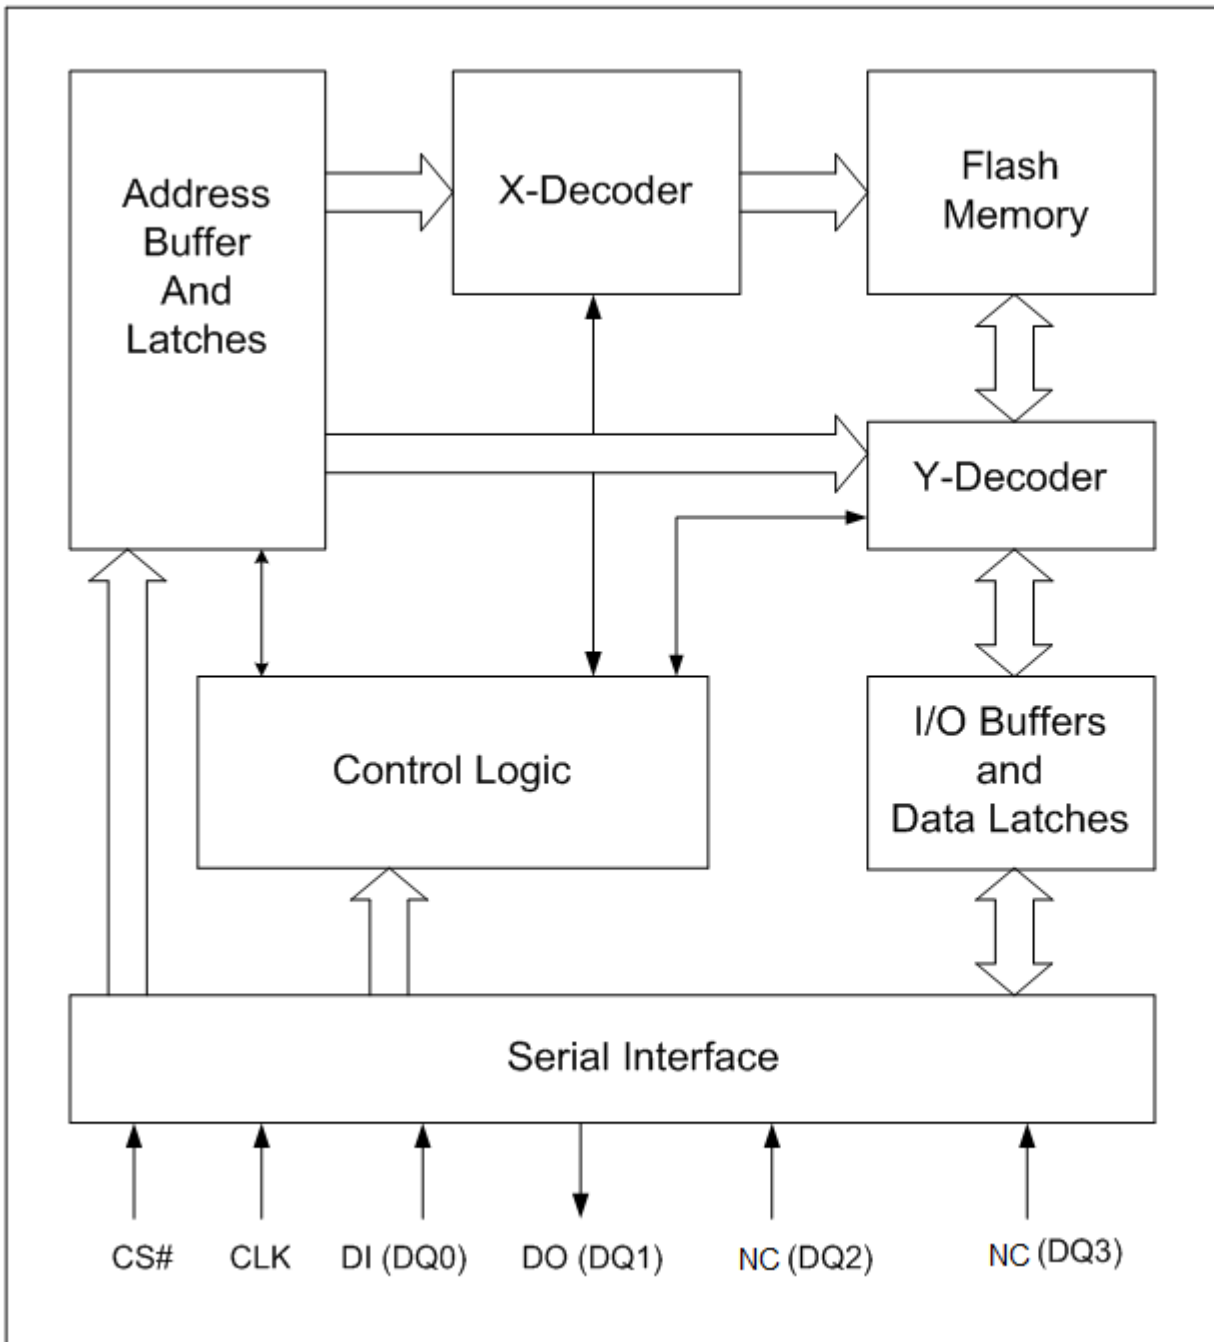 Address
Buffer
And
Latches
X-Decoder
Flash
Memory
Y-Decoder
Control Logic
I/O Buffers
and
Data Latches
Serial Interface
CS#
CLK
DI (DQ0)
DO (DQ1)
NC (DQ2)
NC (DQ3)